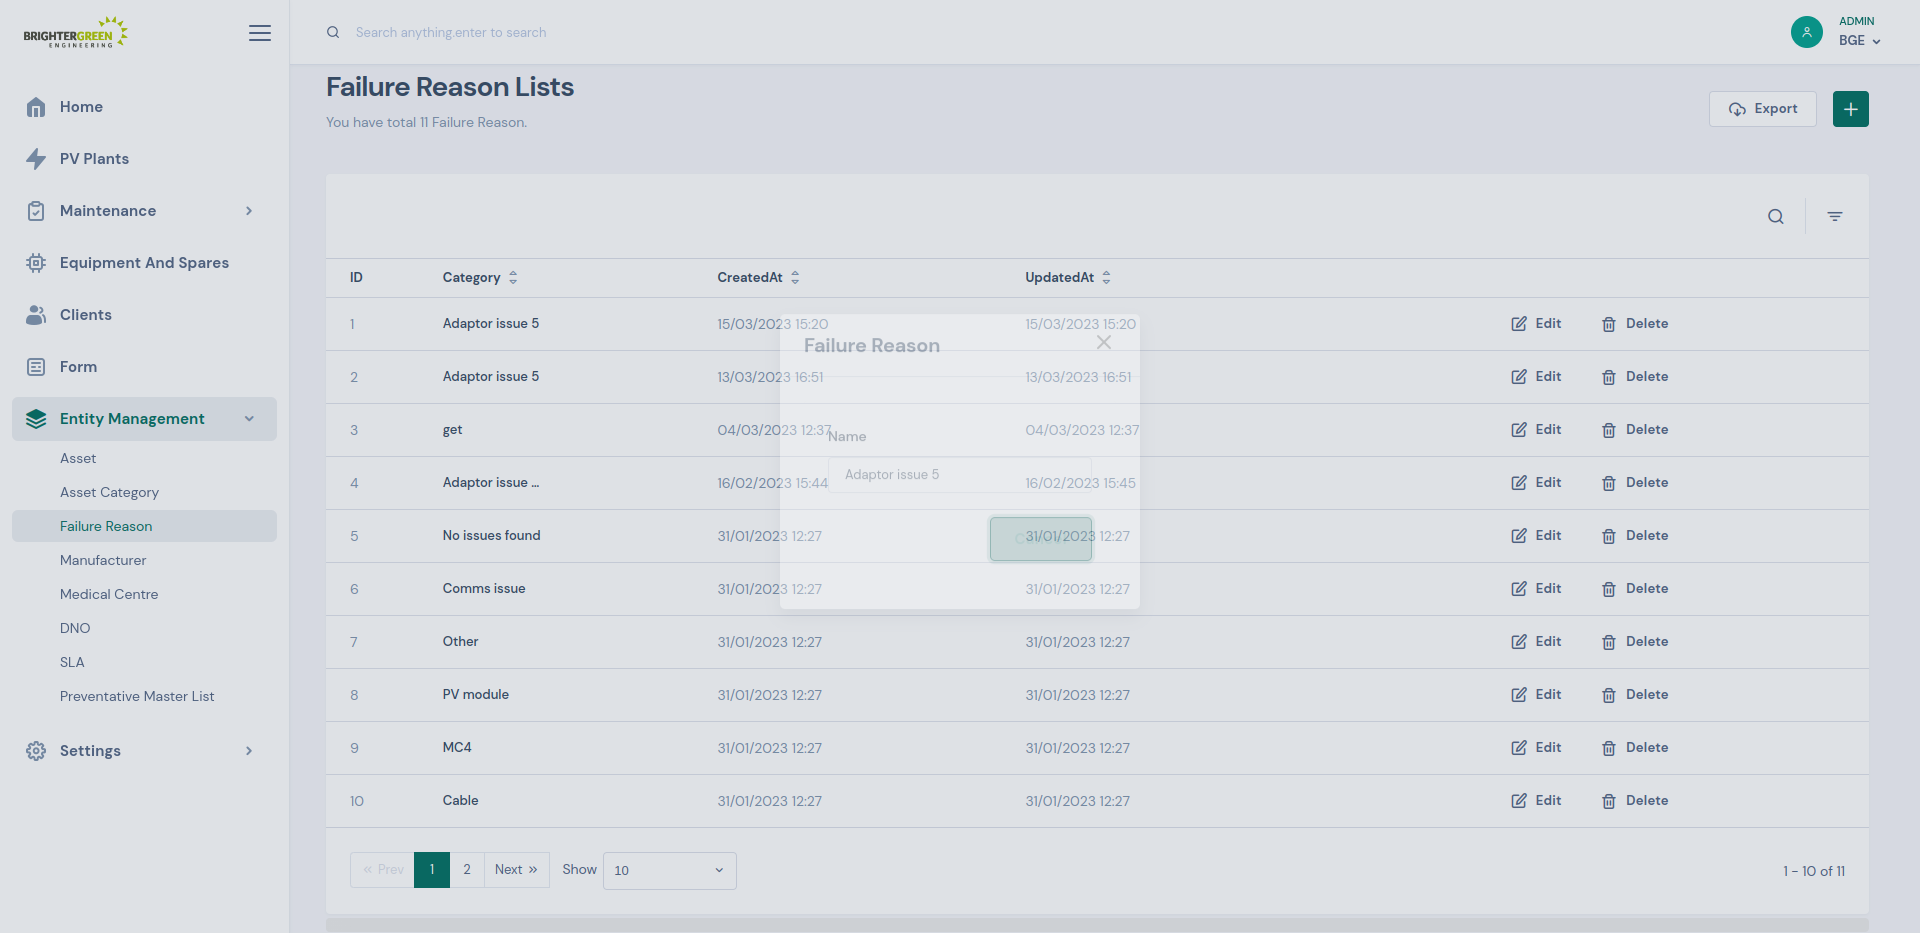 BRIGHTERGREEN
ENGINEERING
Search anything.enter to search
ADMIN
BGE
Home
PV Plants
Maintenance
Equipment And Spares
Clients
Form
Entity Management
Asset
Asset Category
Failure Reason
Manufacturer
Medical Centre
DNO
SLA
Preventative Master List
Settings
Failure Reason Lists
You have total 11 Failure Reason.
Export
ID Category CreatedAt UpdatedAt
1 Adaptor issue 5 15/03/2023 15:20 15/03/2023 15:20 Edit Delete
2 Adaptor issue 5 13/03/2023 16:51 13/03/2023 16:51 Edit Delete
3 get 04/03/2023 12:37 04/03/2023 12:37 Edit Delete
4 Adaptor issue ... 16/02/2023 15:44 16/02/2023 15:45 Edit Delete
5 No issues found 31/01/2023 12:27 31/01/2023 12:27 Edit Delete
6 Comms issue 31/01/2023 12:27 31/01/2023 12:27 Edit Delete
7 Other 31/01/2023 12:27 31/01/2023 12:27 Edit Delete
8 PV module 31/01/2023 12:27 31/01/2023 12:27 Edit Delete
9 MC4 31/01/2023 12:27 31/01/2023 12:27 Edit Delete
10 Cable 31/01/2023 12:27 31/01/2023 12:27 Edit Delete
Failure Reason
Name
Adaptor issue 5
« Prev 1 2 Next » Show 10
1 - 10 of 11